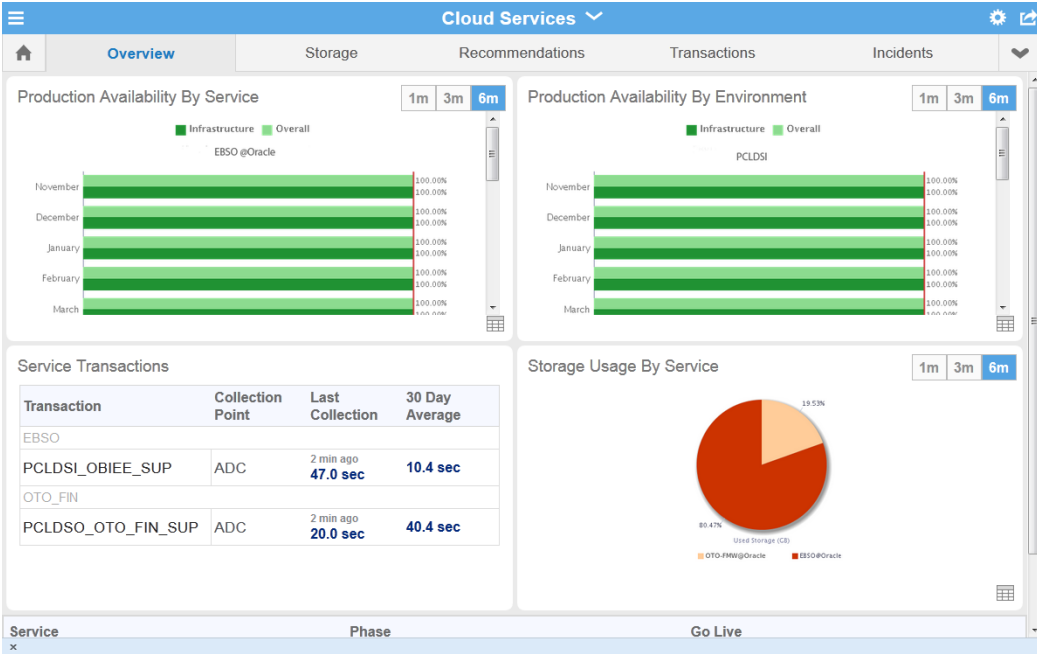 Cloud Services
Overview Storage Recommendations Transactions Incidents
Production Availability By Service 1m 3m 6m
Infrastructure Overall
EBSO @Oracle
November 100.00% 100.00%
December 100.00% 100.00%
January 100.00% 100.00%
February 100.00% 100.00%
March 100.00% 100.00%
Production Availability By Environment 1m 3m 6m
Infrastructure Overall
PCLDSI
November 100.00% 100.00%
December 100.00% 100.00%
January 100.00% 100.00%
February 100.00% 100.00%
March 100.00% 100.00%
Service Transactions
Transaction Collection Point Last Collection 30 Day Average
EBSO
PCLDSI_OBIEE_SUP ADC 2 min ago 47.0 sec 10.4 sec
OTO_FIN
PCLDSO_OTO_FIN_SUP ADC 2 min ago 20.0 sec 40.4 sec
Storage Usage By Service 1m 3m 6m
19.53%
80.47%
Used Storage (GB)
OTO-FMW@Oracle EBSO@Oracle
Service Phase Go Live